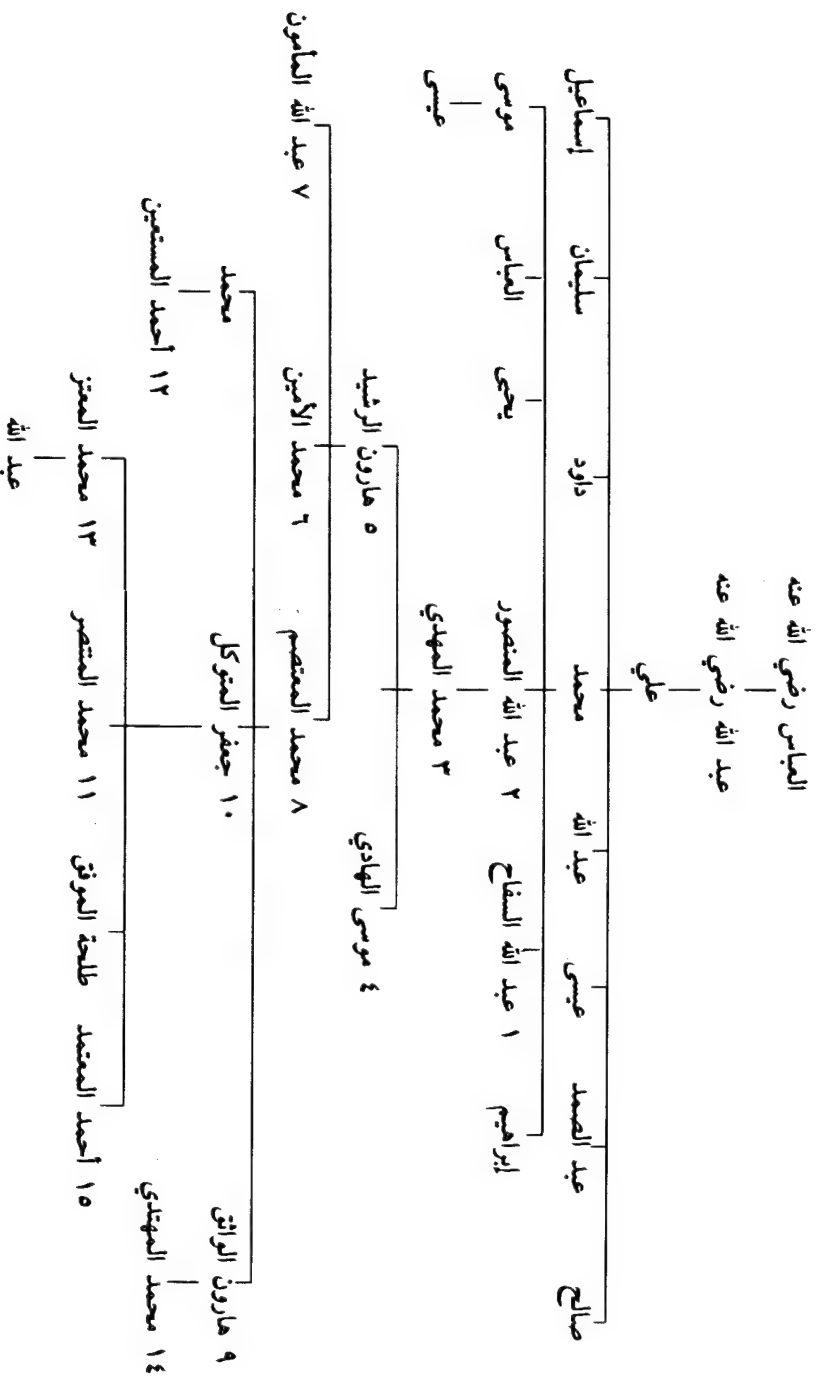 العباس رضي الله عنه
عبد الله رضي الله عنه
علي
صالح عبد الصمد عيسى عبد الله محمد داود سليمان إسماعيل
إبراهيم ١ عبد الله السفاح ٢ عبد الله المنصور يحيى العباس موسى
٣ محمد المهدي عيسى
٤ موسى الهادي ٥ هارون الرشيد
٨ محمد المعتصم ٦ محمد الأمين ٧ عبد الله المأمون
٩ هارون الواثق ١٠ جعفر المتوكل محمد
١٤ محمد المهتدي ١٢ أحمد المستعين
١٥ أحمد المعتمد طلحة الموفق ١١ محمد المنتصر ١٣ محمد المعتز
عبد الله